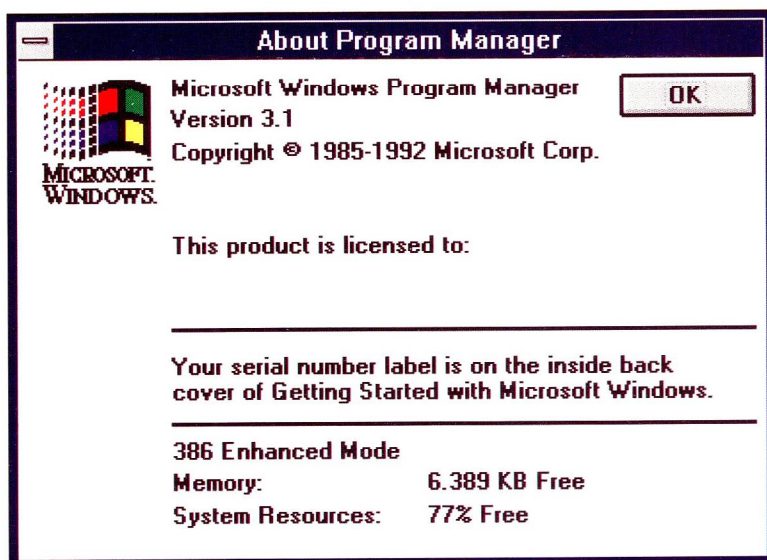 About Program Manager
Microsoft Windows Program Manager
OK
Version 3.1
Copyright © 1985-1992 Microsoft Corp.
MICROSOFT.
WINDOWS.
This product is licensed to:
Your serial number label is on the inside back
cover of Getting Started with Microsoft Windows.
386 Enhanced Mode
Memory: 6.389 KB Free
System Resources: 77% Free